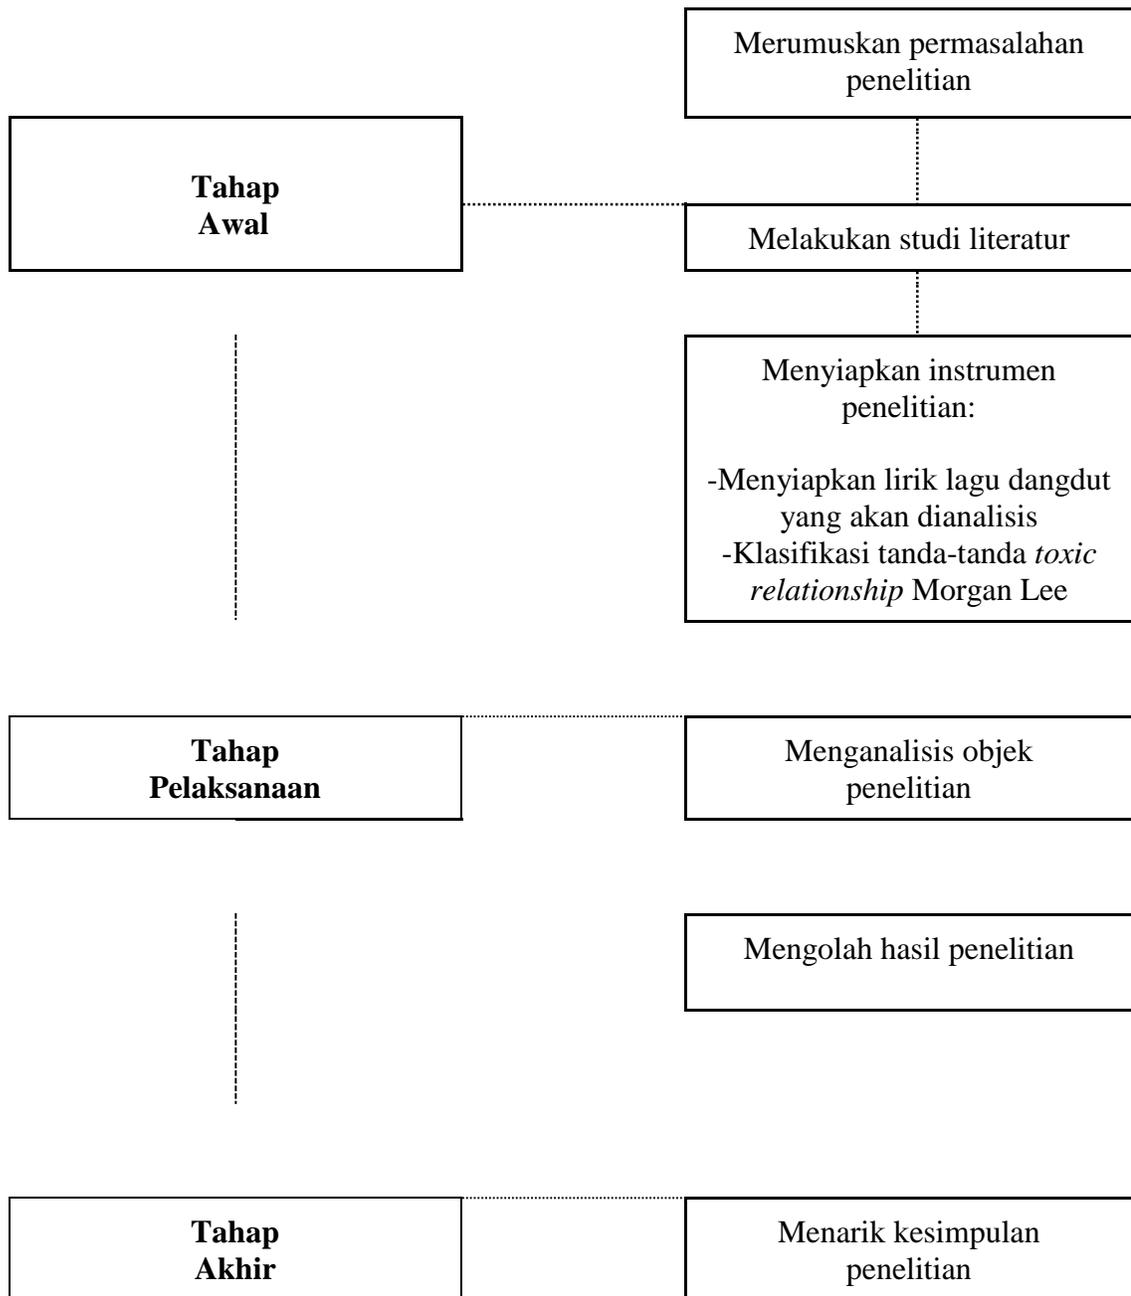 Merumuskan permasalahan
penelitian
Tahap
Awal
Melakukan studi literatur
Menyiapkan instrumen
penelitian:
-Menyiapkan lirik lagu dangdut
yang akan dianalisis
-Klasifikasi tanda-tanda toxic
relationship Morgan Lee
Tahap
Pelaksanaan
Menganalisis objek
penelitian
Mengolah hasil penelitian
Tahap
Akhir
Menarik kesimpulan
penelitian